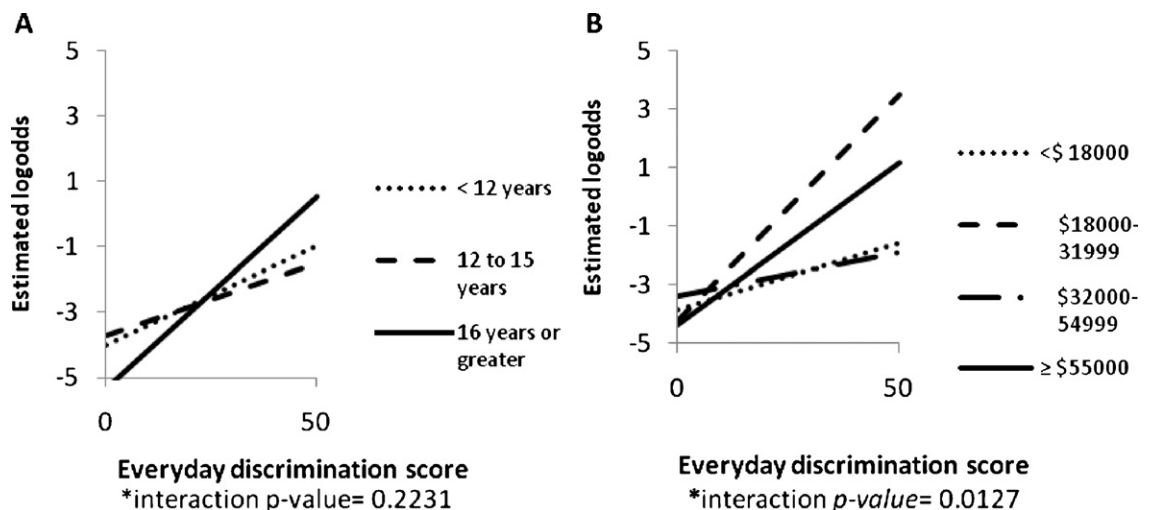 A
Estimated logodds
5
3
1
-1
-3
-5
0
50
< 12 years
12 to 15
years
16 years or
greater
Everyday discrimination score
*interaction p-value= 0.2231
B
Estimated logodds
5
3
1
-1
-3
-5
0
50
<$ 18000
$18000-
31999
$32000-
54999
≥ $55000
Everyday discrimination score
*interaction p-value= 0.0127